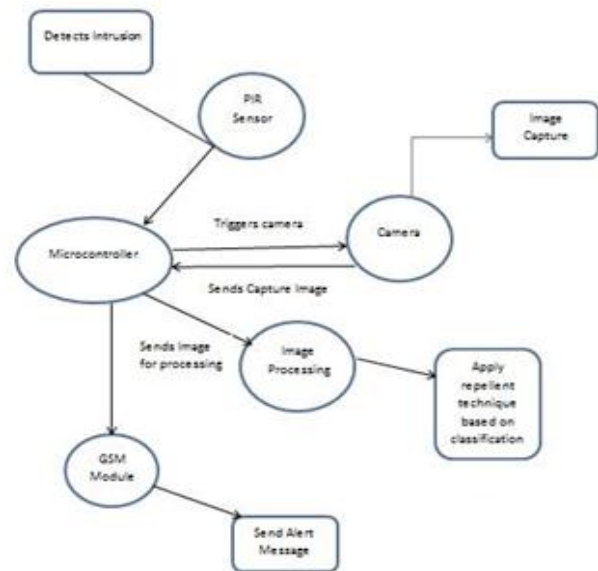 Detects Intrusion
PIR
Sensor
Image
Capture
Triggers camera
Camera
Microcontroller
Sends Capture Image
Sends Image
for processing
Image
Processing
Apply
repellent
technique
based on
classification
GSM
Module
Send Alert
Message